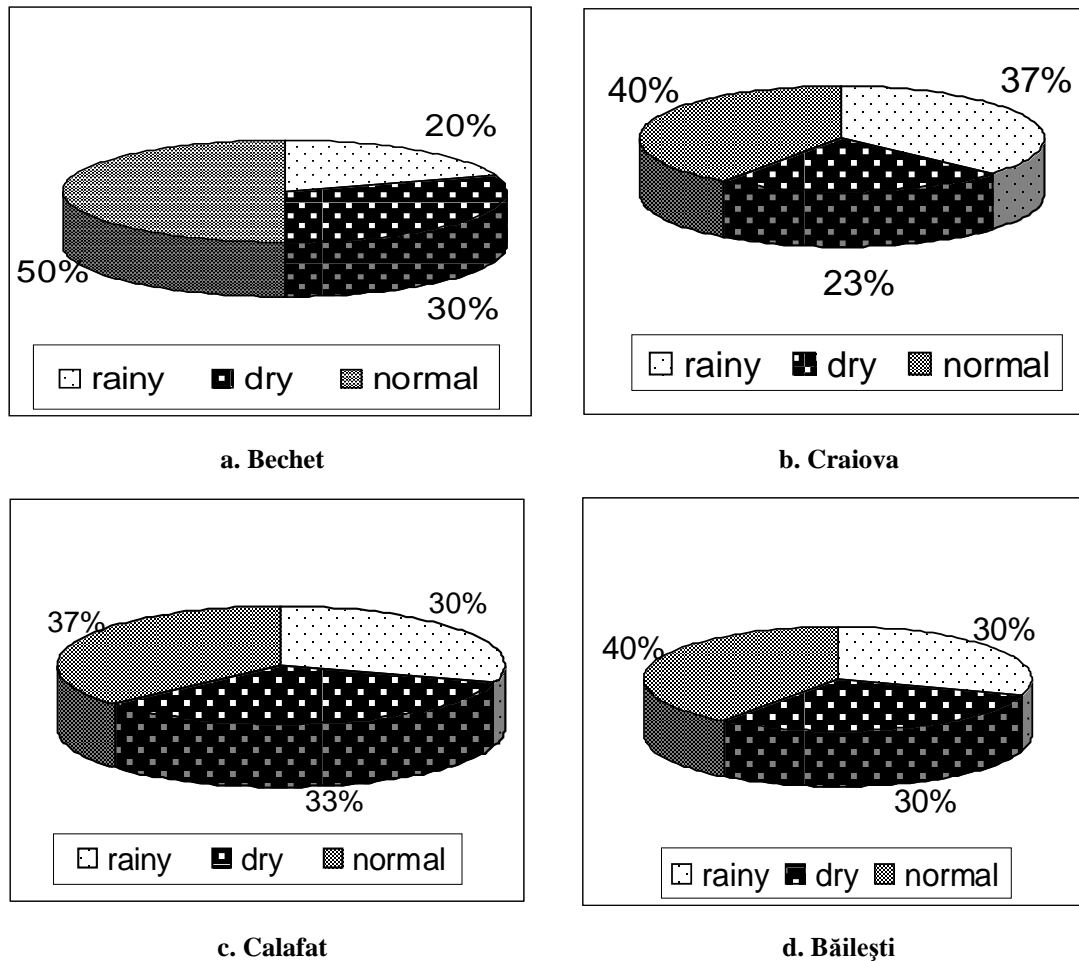 20%
50%
30%
rainy dry normal
a. Bechet
40%
37%
23%
rainy dry normal
b. Craiova
37%
30%
33%
rainy dry normal
c. Calafat
40%
30%
30%
rainy dry normal
d. Băileşti